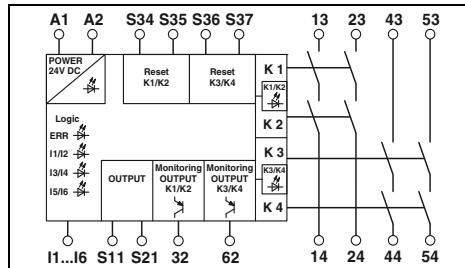 A1 A2 S34 S35 S36 S37 13 23 43 53
POWER
24V DC
Reset
K1/K2
Reset
K3/K4
K 1
K1/K2
K 2
Logic
ERR
I1/I2
I3/I4
I5/I6
K 3
K3/K4
K 4
OUTPUT
Monitoring
OUTPUT
K1/K2
Monitoring
OUTPUT
K3/K4
I1...I6 S11 S21 32 62 14 24 44 54